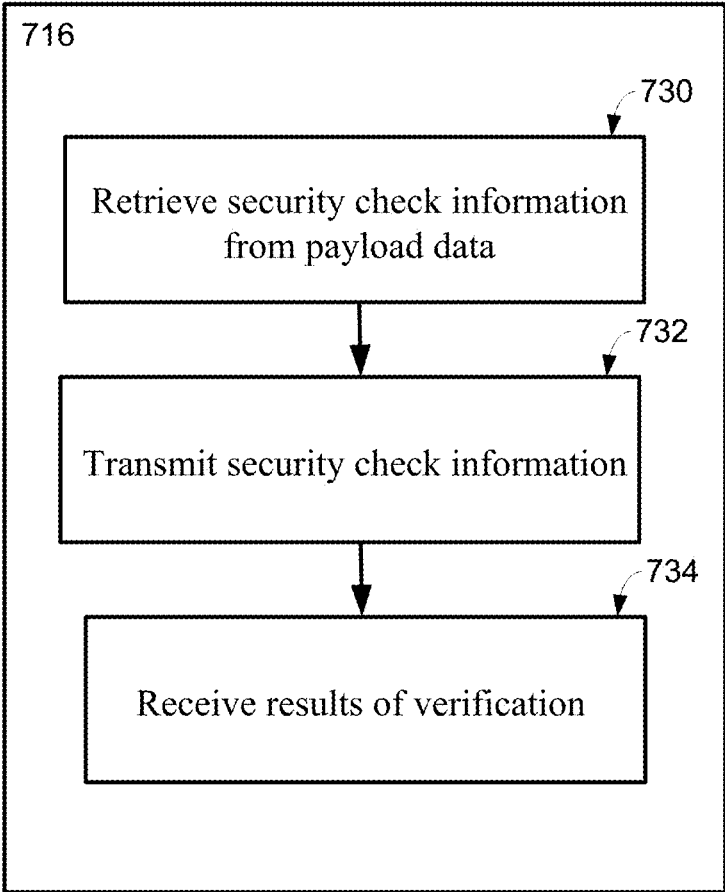 716
730
Retrieve security check information
from payload data
732
Transmit security check information
734
Receive results of verification